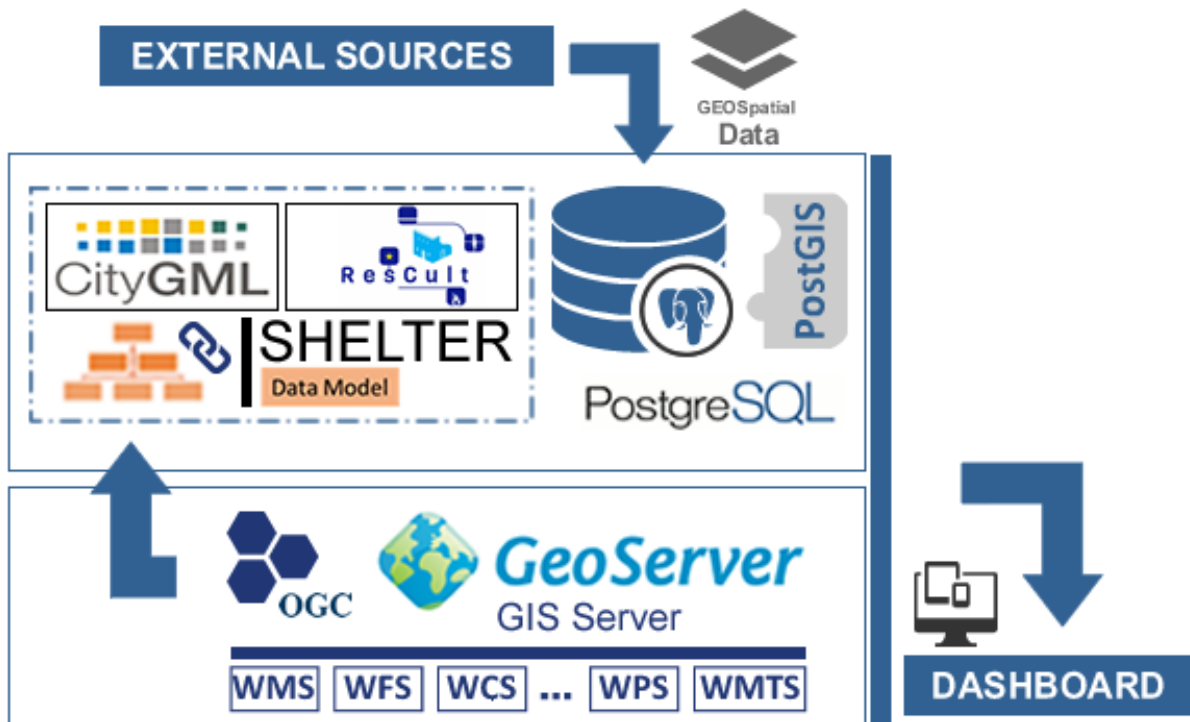 EXTERNAL SOURCES
GEOSpatial
Data
CityGML
ResCult
SHELTER
Data Model
PostGIS
PostgreSQL
OGC
GeoServer
GIS Server
WMS WFS WÇS ... WPS WMTS
DASHBOARD